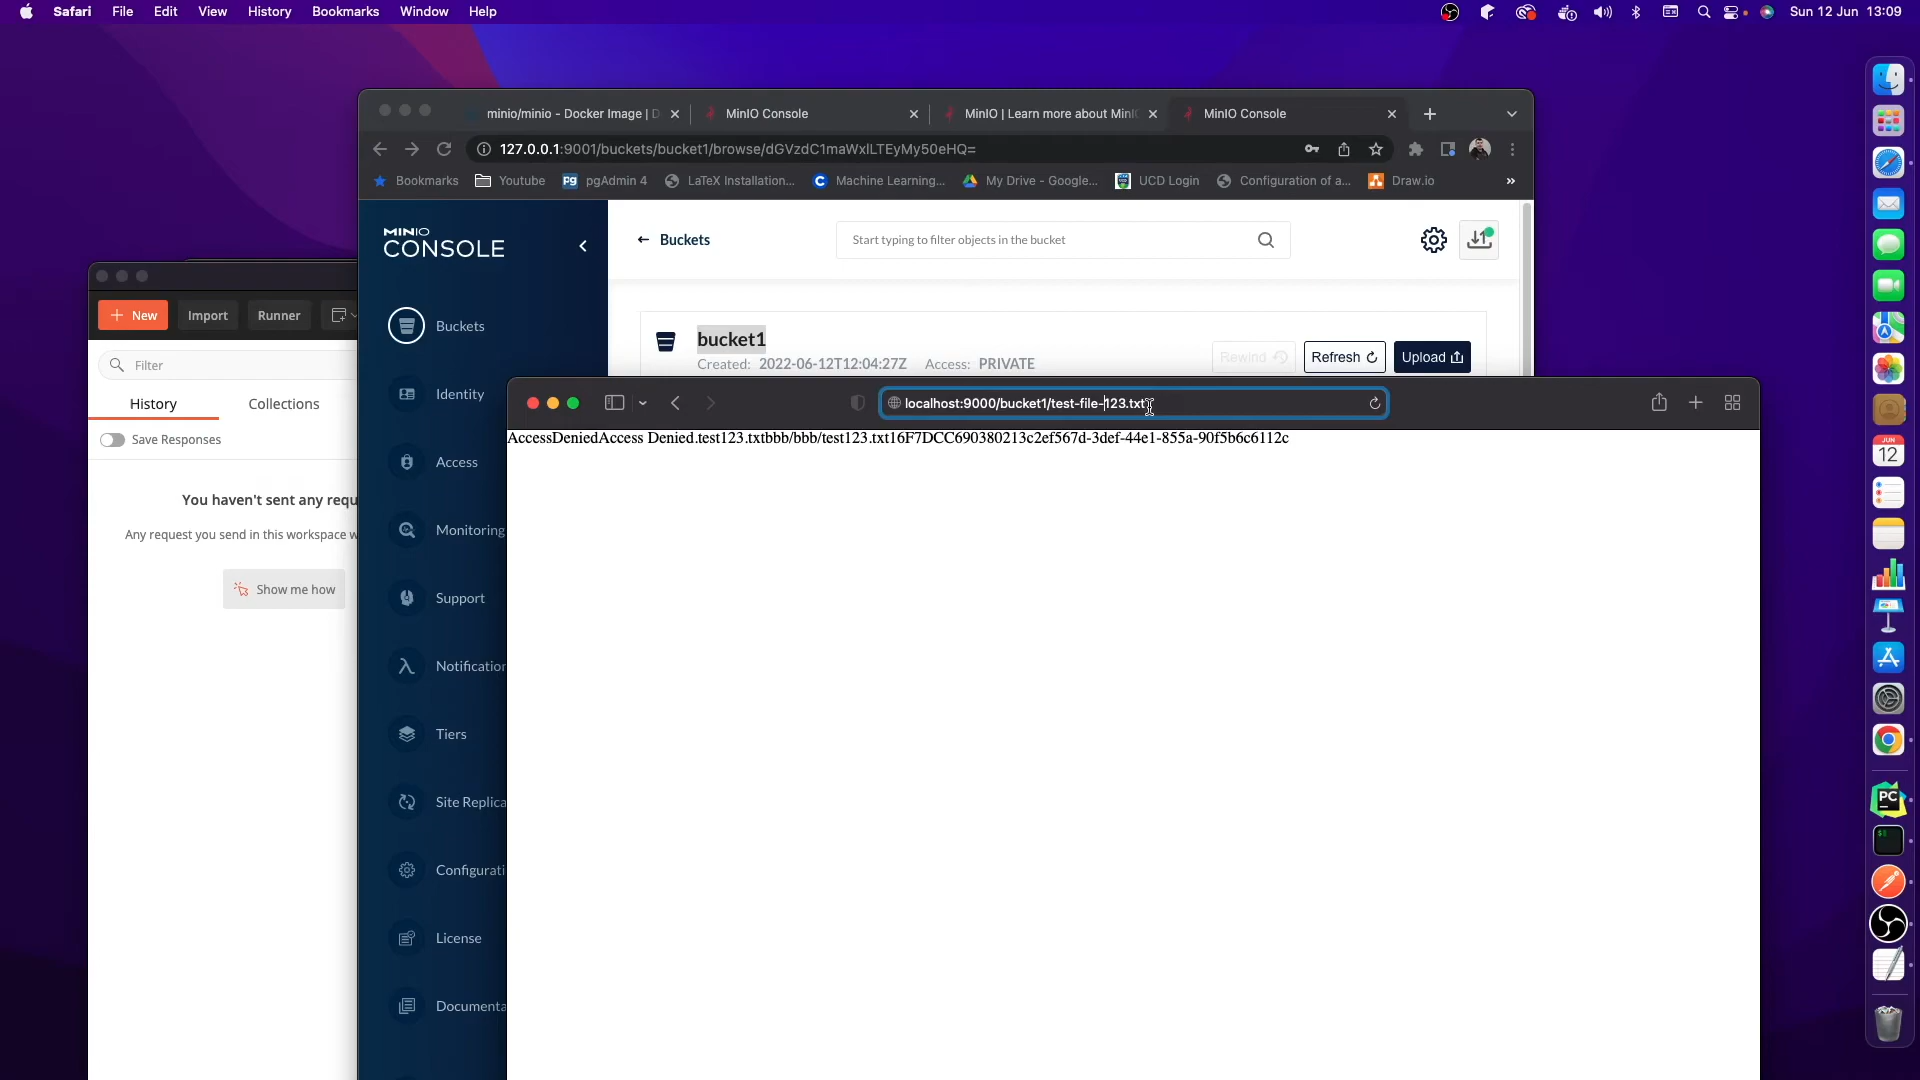 Safari File Edit View History Bookmarks Window Help
Sun 12 Jun 13:09
minio/minio - Docker Image | D
MinIO Console
MinIO | Learn more about MinI
MinIO Console
127.0.0.1:9001/buckets/bucket1/browse/dGVzdC1maWxlLTEyMy50eHQ=
Bookmarks
Youtube
Pg pgAdmin 4
LaTeX Installation...
C Machine Learning...
My Drive - Google...
UCD Login
Configuration of a...
Draw.io
»
MINIO
CONSOLE
Buckets
Start typing to filter objects in the bucket
New
Import
Runner
Buckets
bucket1
Created: 2022-06-12T12:04:27Z Access: PRIVATE
Rewind
Refresh
Upload
Filter
Identity
History
Collections
localhost:9000/bucket1/test-file-123.txt
Save Responses
AccessDeniedAccess Denied.test123.txtbbb/bbb/test123.txt16F7DCC690380213c2ef567d-3def-44e1-855a-90f5b6c6112c
JUN
12
Access
You haven't sent any requ
Any request you send in this workspace w
Monitoring
Show me how
Support
Notification
Tiers
Site Replica
PC
$1
Configurati
License
Documenta